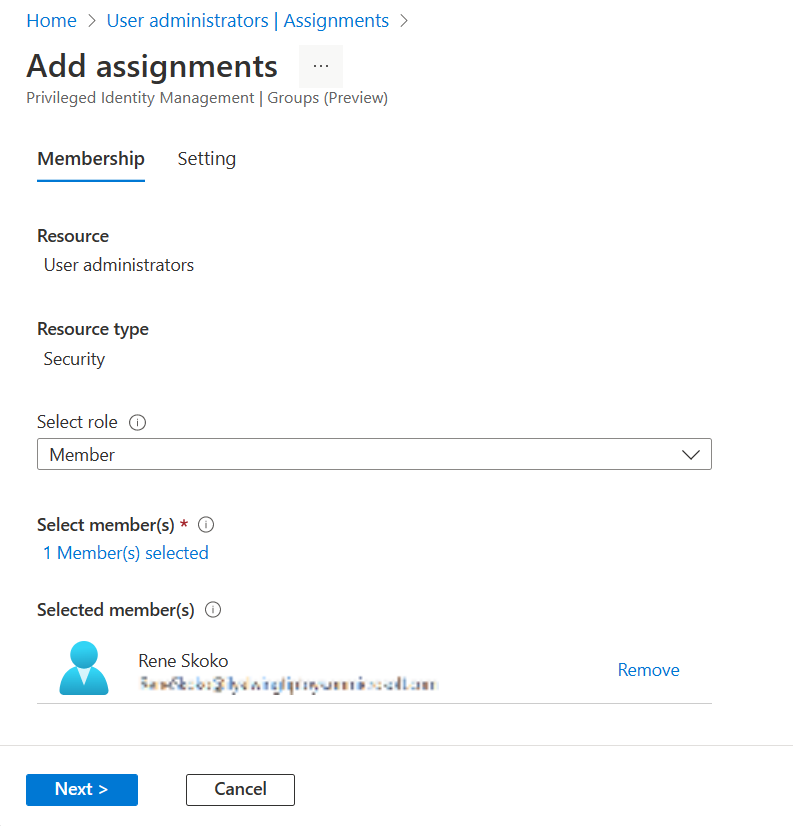 Home > User administrators | Assignments >
Add assignments ...
Privileged Identity Management | Groups (Preview)
Membership Setting
Resource
User administrators
Resource type
Security
Select role
Member
Select member(s) *
1 Member(s) selected
Selected member(s)
Rene Skoko
Remove
Next > Cancel